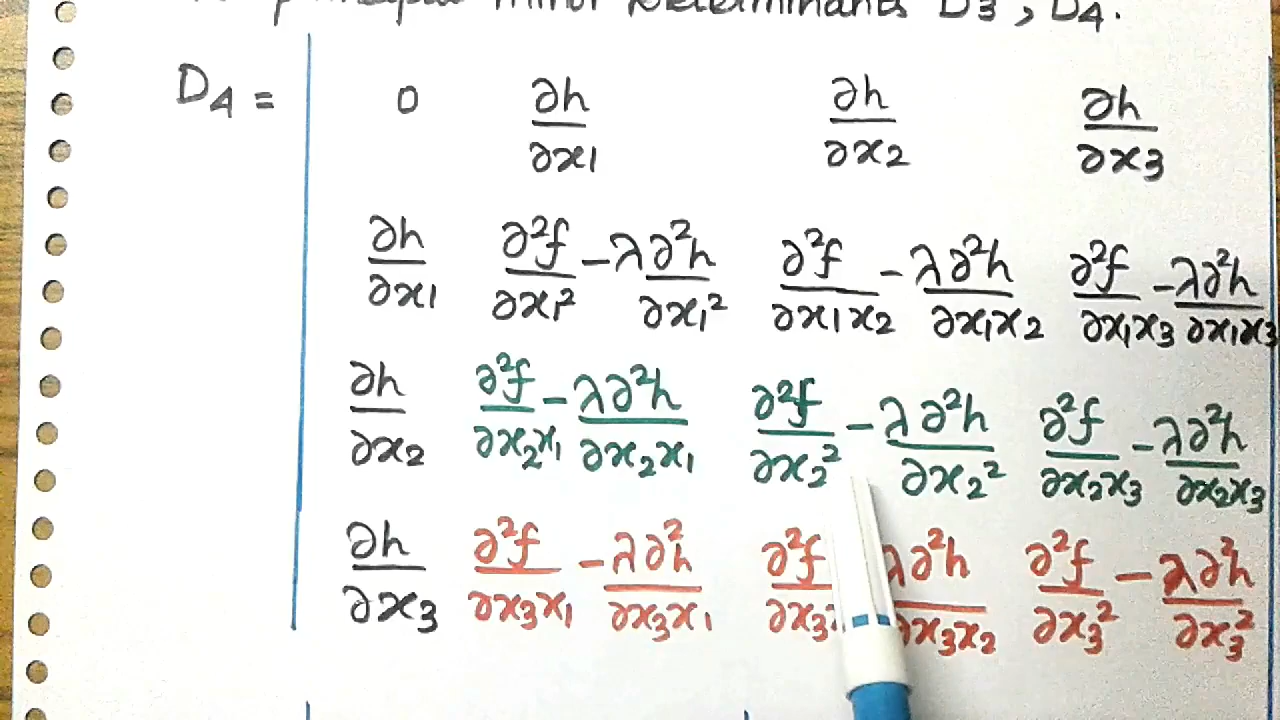 principal minor Determinants D3, D4.
D4 = | 0 ∂h/∂x1 ∂h/∂x2 ∂h/∂x3 |
∂h/∂x1 ∂²f/∂x1² - λ∂²h/∂x1² ∂²f/∂x1x2 - λ∂²h/∂x1x2 ∂²f/∂x1x3 - λ∂²h/∂x1x3
∂h/∂x2 ∂²f/∂x2x1 - λ∂²h/∂x2x1 ∂²f/∂x2² - λ∂²h/∂x2² ∂²f/∂x2x3 - λ∂²h/∂x2x3
∂h/∂x3 ∂²f/∂x3x1 - λ∂²h/∂x3x1 ∂²f/∂x3 λ∂²h/∂x3x2 ∂²f/∂x3² - λ∂²h/∂x3²